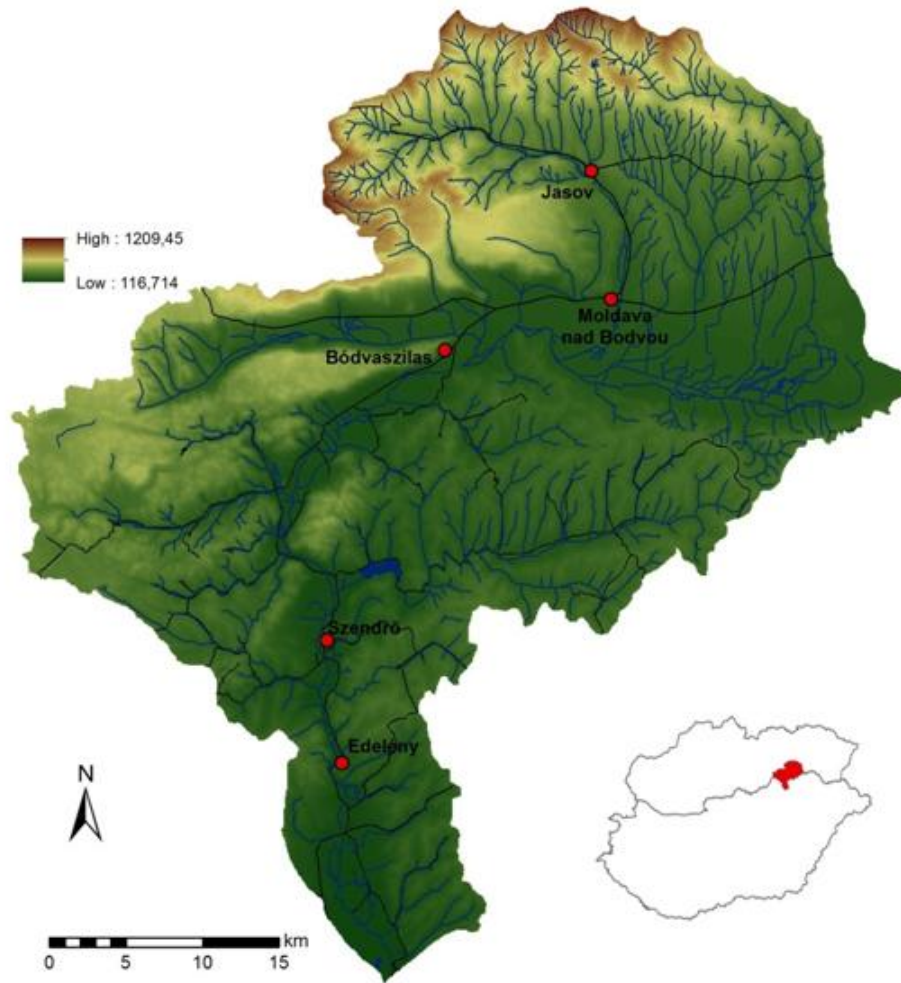 Jasov
High : 1209,45
Low : 116,714
Moldava
nad Bodvou
Bódvaszilas
Szendrő
Edelény
N
km
0 5 10 15